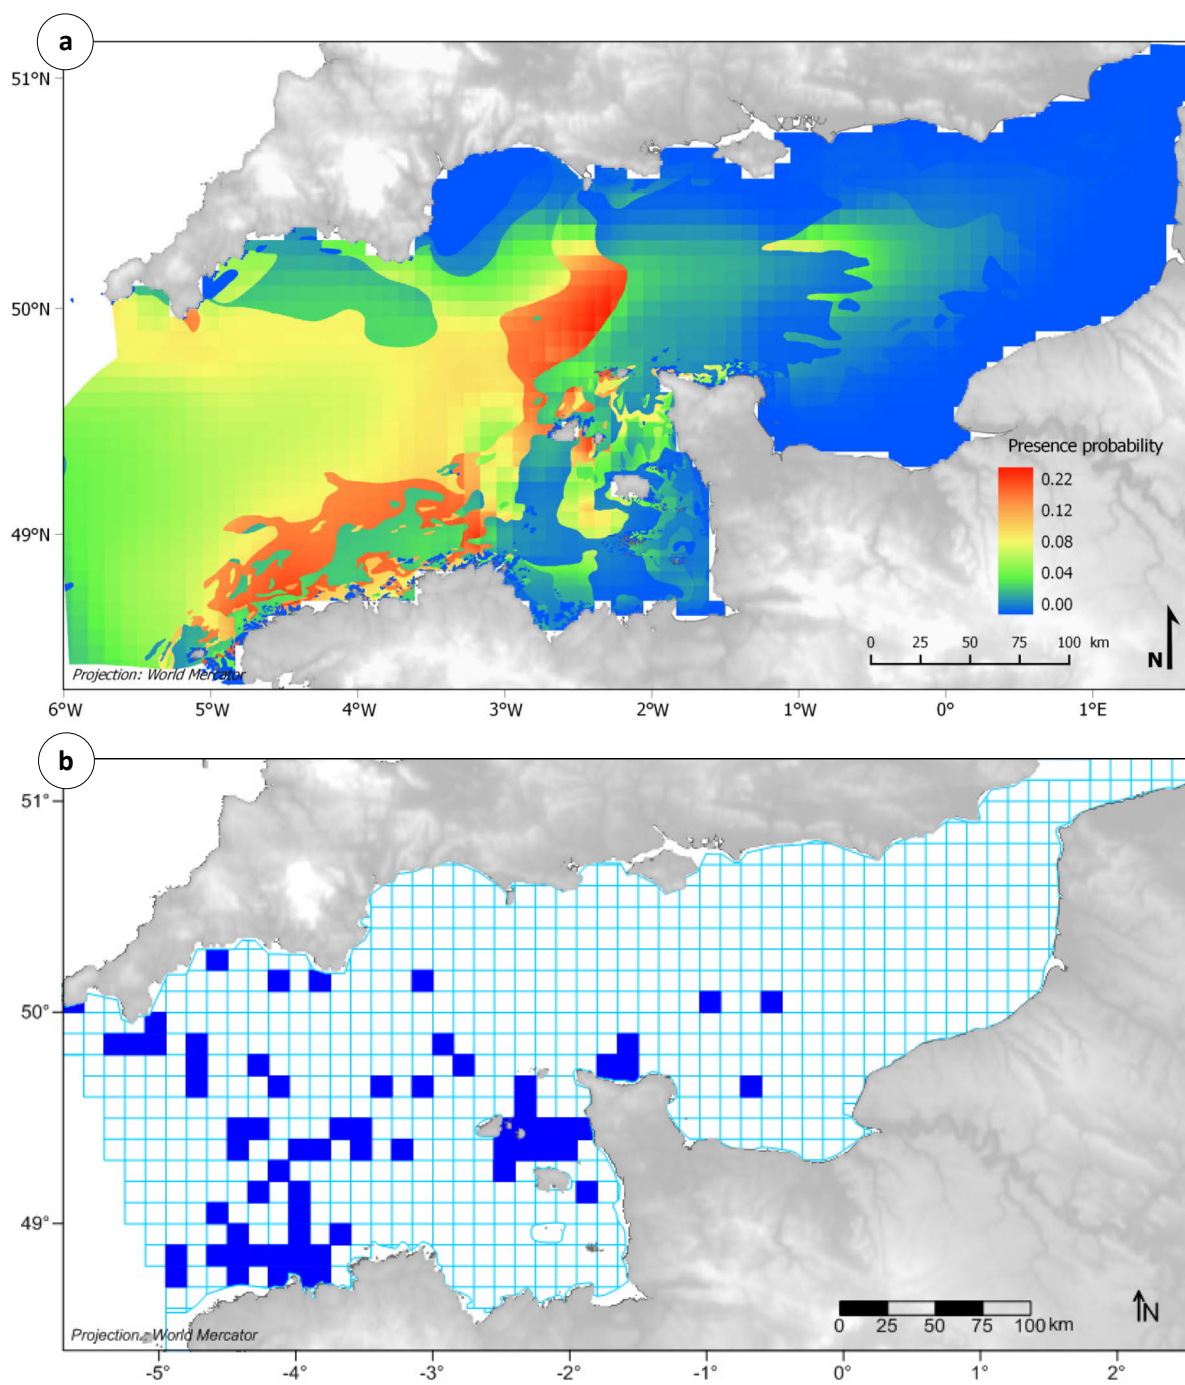 a
51°N
50°N
49°N
Presence probability
0.22
0.12
0.08
0.04
0.00
0 25 50 75 100 km
N
Projection: World Mercator
6°W 5°W 4°W 3°W 2°W 1°W 0° 1°E
b
51°
50°
49°
N
0 25 50 75 100 km
Projection: World Mercator
-5° -4° -3° -2° -1° 0° 1° 2°